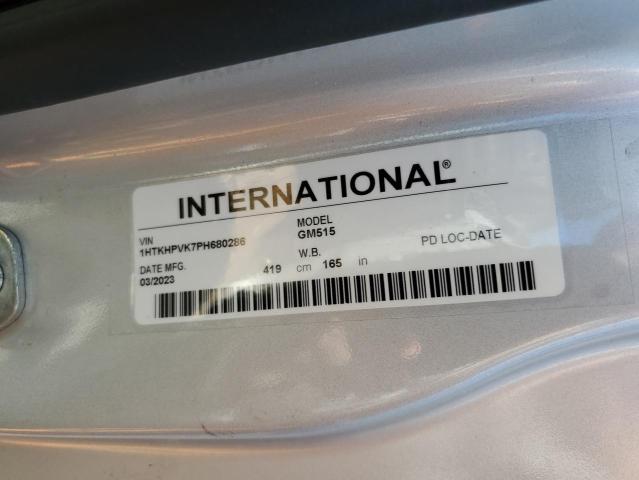 INTERNATIONAL®
VIN
1HTKHPVK7PH680286
MODEL
GM515
PD LOC-DATE
DATE MFG.
03/2023
W.B.
419 cm 165 in